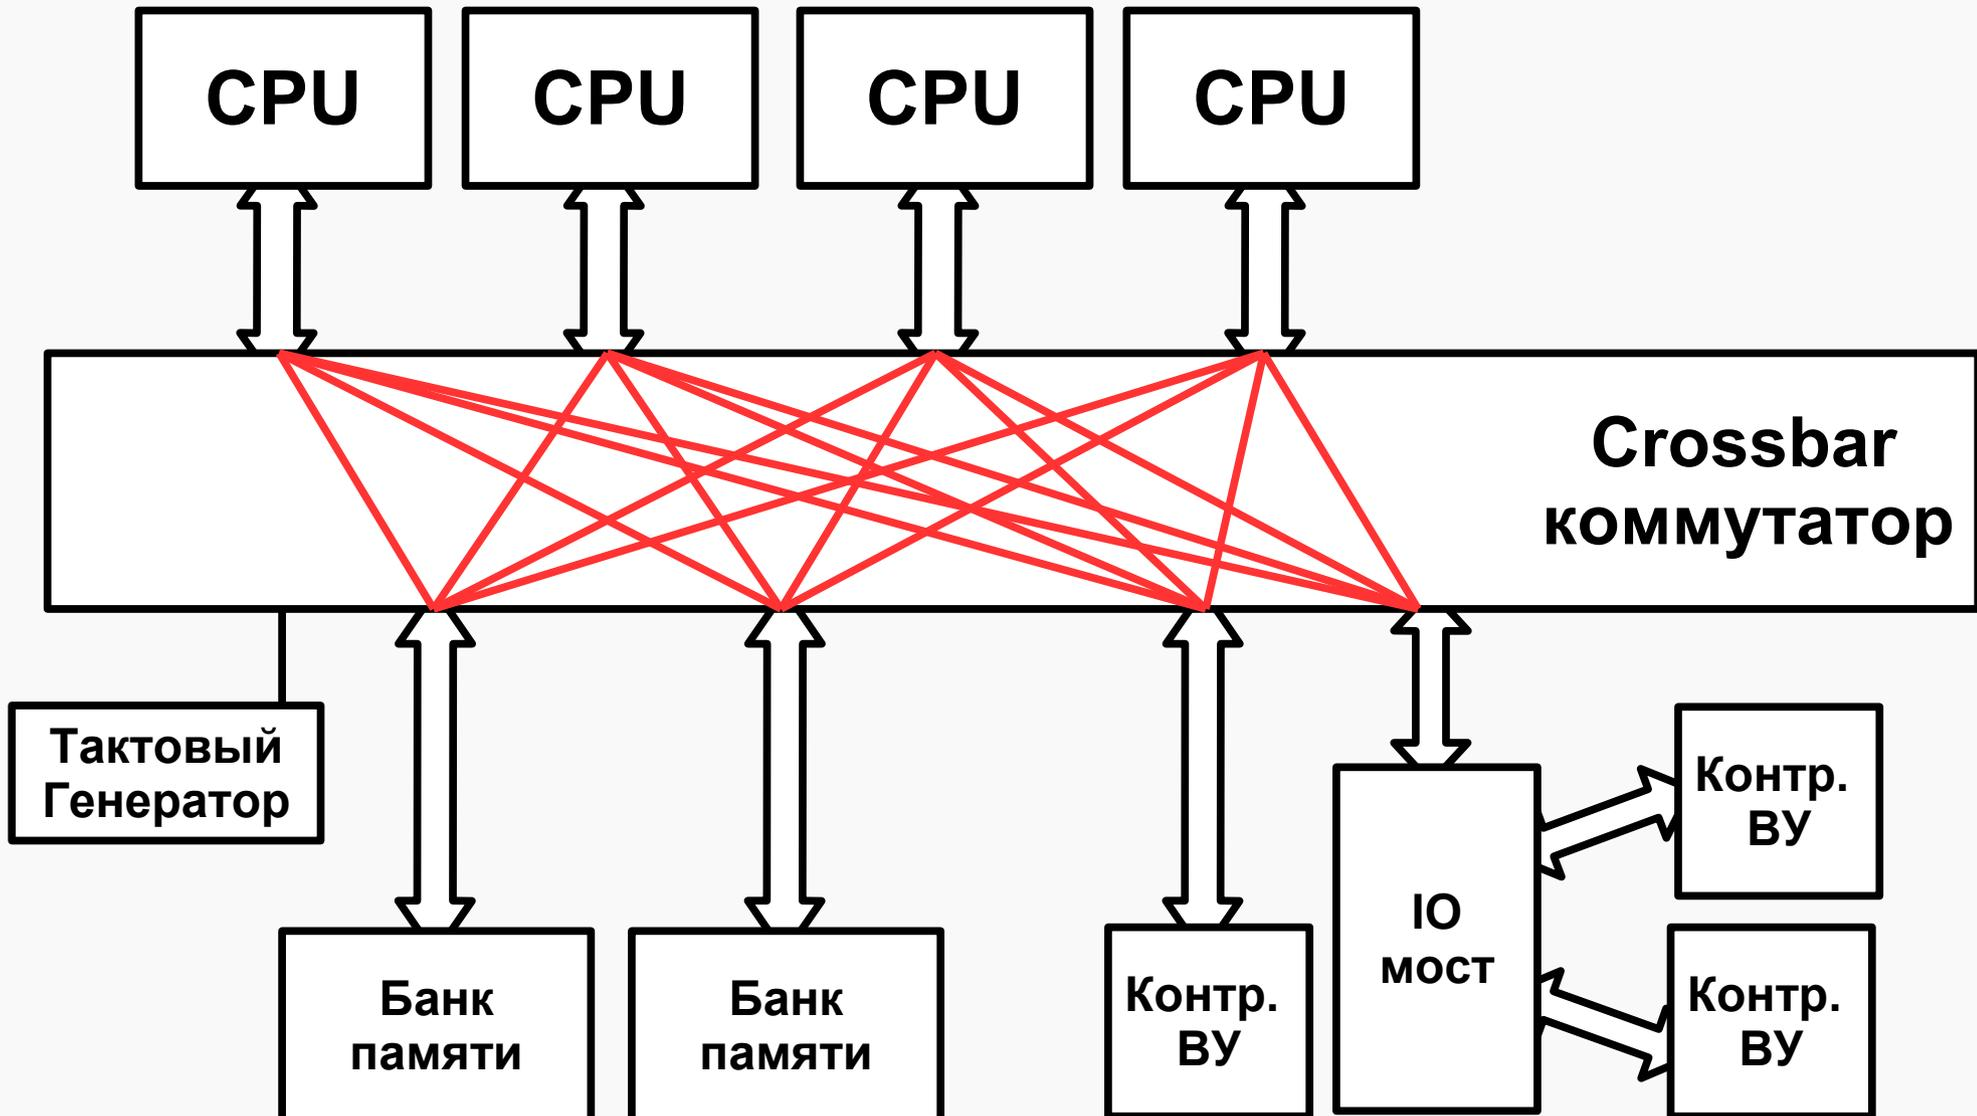 CPU
CPU
CPU
CPU
Crossbar
коммутатор
Тактовый
Генератор
Контр.
ВУ
IO
мост
Банк
памяти
Банк
памяти
Контр.
ВУ
Контр.
ВУ